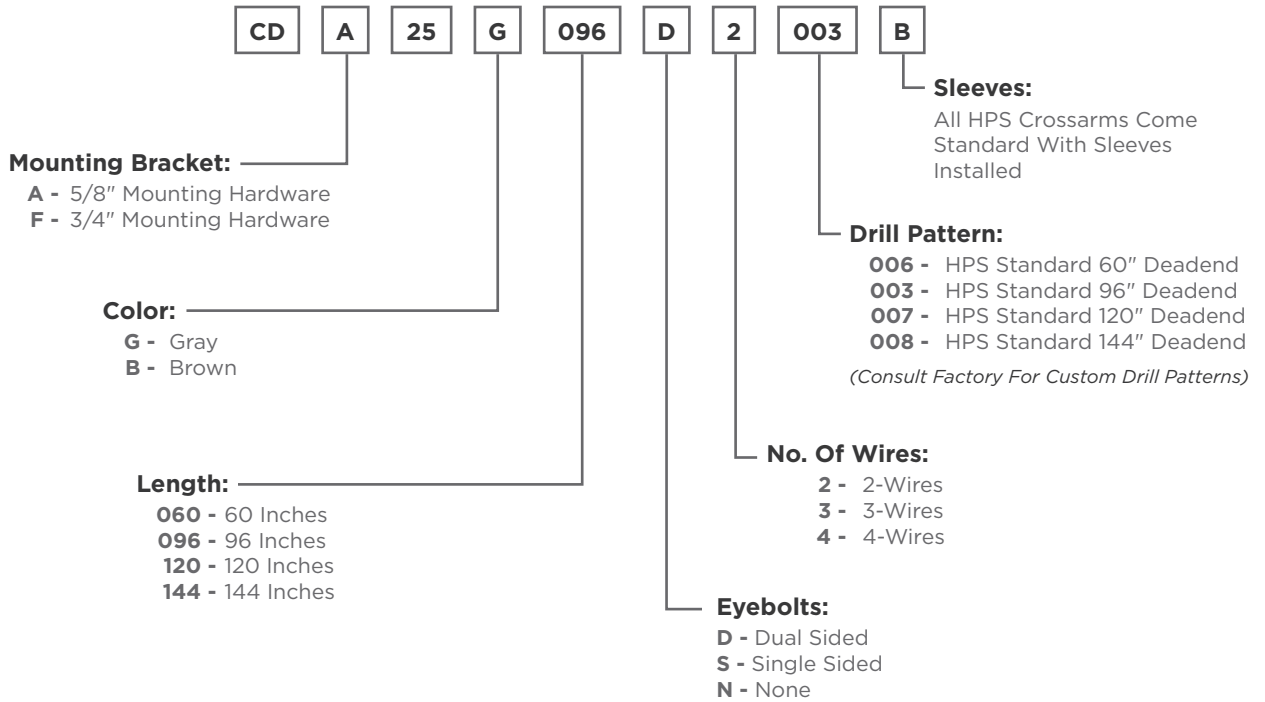 CD A 25 G 096 D 2 003 B
Sleeves:
All HPS Crossarms Come
Standard With Sleeves
Installed
Mounting Bracket:
A - 5/8" Mounting Hardware
F - 3/4" Mounting Hardware
Drill Pattern:
006 - HPS Standard 60" Deadend
003 - HPS Standard 96" Deadend
007 - HPS Standard 120" Deadend
008 - HPS Standard 144" Deadend
(Consult Factory For Custom Drill Patterns)
Color:
G - Gray
B - Brown
No. Of Wires:
2 - 2-Wires
3 - 3-Wires
4 - 4-Wires
Length:
060 - 60 Inches
096 - 96 Inches
120 - 120 Inches
144 - 144 Inches
Eyebolts:
D - Dual Sided
S - Single Sided
N - None